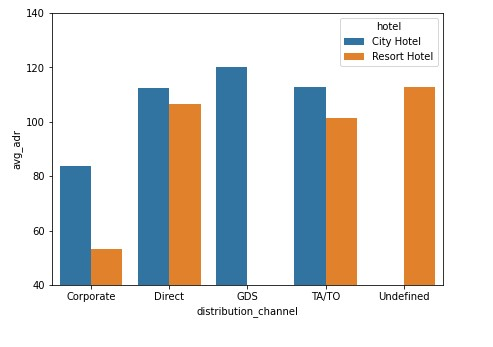 hotel
City Hotel
Resort Hotel
avg_adr
140
120
100
80
60
40
Corporate Direct GDS TA/TO Undefined
distribution_channel